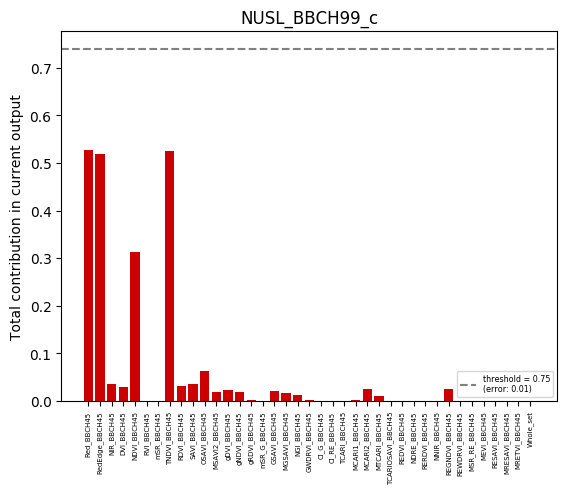 NUSL_BBCH99_c
Total contribution in current output
0.7
0.6
0.5
0.4
0.3
0.2
0.1
0.0
threshold = 0.75
(error: 0.01)
Red_BBCH45
RedEdge_BBCH45
NIR_BBCH45
DVI_BBCH45
NDVI_BBCH45
RVI_BBCH45
mSR_BBCH45
TNDVI_BBCH45
RDVI_BBCH45
SAVI_BBCH45
OSAVI_BBCH45
MSAVI2_BBCH45
gDVI_BBCH45
gNDVI_BBCH45
gRDVI_BBCH45
mSR_G_BBCH45
GSAVI_BBCH45
MGSAVI_BBCH45
NGI_BBCH45
GWDRVI_BBCH45
CI_G_BBCH45
CI_RE_BBCH45
TCARI_BBCH45
MCARI1_BBCH45
MCARI2_BBCH45
MTCARI_BBCH45
TCARIOSAVI_BBCH45
REDVI_BBCH45
NDRE_BBCH45
RERDVI_BBCH45
NNIR_BBCH45
REGNDVI_BBCH45
REWDRVI_BBCH45
MSR_RE_BBCH45
MEVI_BBCH45
RESAVI_BBCH45
MRESAVI_BBCH45
MRETVI_BBCH45
Whole_set